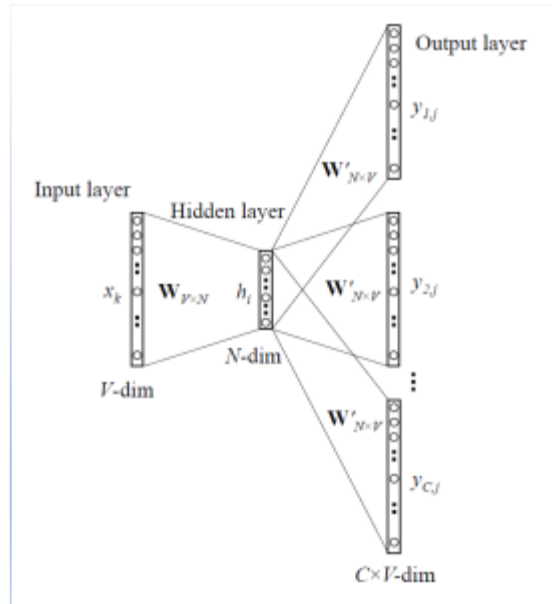 Output layer
y1,j
W'N×V
Input layer
Hidden layer
xk
WV×N
hi
W'N×V
y2,j
N-dim
V-dim
W'N×V
yC,j
C×V-dim